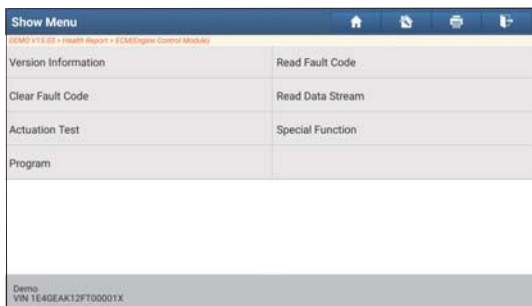 Show Menu
DEMO V15.03 > Health Report > ECM(Engine Control Module)
Version Information
Read Fault Code
Clear Fault Code
Read Data Stream
Actuation Test
Special Function
Program
Demo
VIN 1E4GEAK12FT00001X